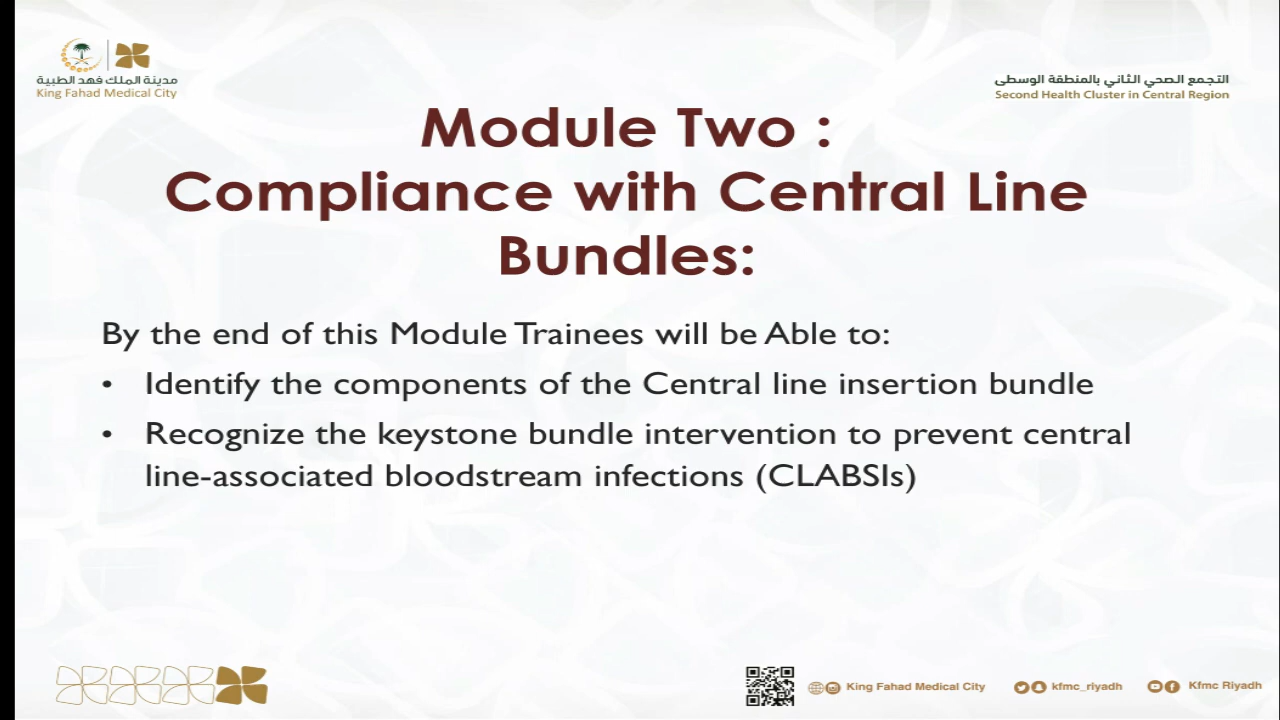 مدينة الملك فهد الطبية
King Fahad Medical City
التجمع الصحي الثاني بالمنطقة الوسطى
Second Health Cluster in Central Region
Module Two :
Compliance with Central Line
Bundles:
By the end of this Module Trainees will be Able to:
• Identify the components of the Central line insertion bundle
• Recognize the keystone bundle intervention to prevent central
line-associated bloodstream infections (CLABSIs)
King Fahad Medical City
kfmc_riyadh
Kfmc Riyadh